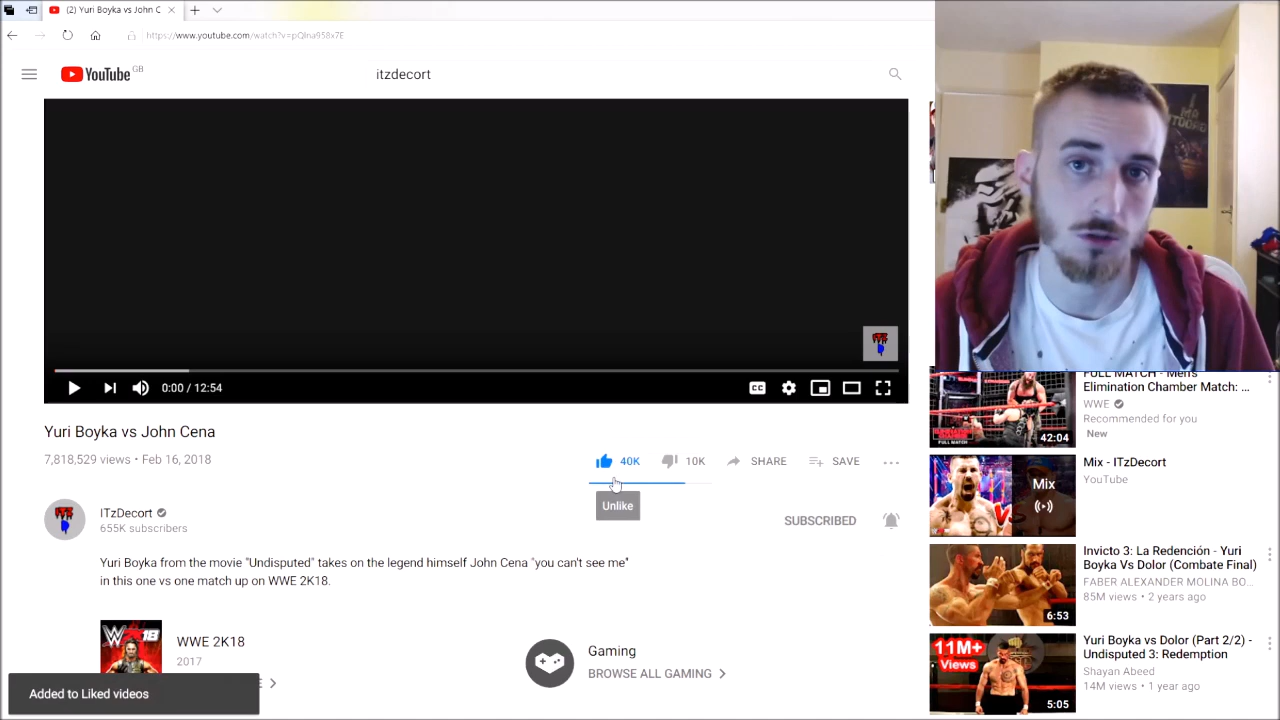 (2) Yuri Boyka vs John C
https://www.youtube.com/watch?v=pQlna958x7E
YouTube GB
itzdecort
0:00 / 12:54
CC
Yuri Boyka vs John Cena
7,818,529 views • Feb 16, 2018
40K
10K
SHARE
SAVE
Unlike
ITzDecort
655K subscribers
SUBSCRIBED
Yuri Boyka from the movie "Undisputed" takes on the legend himself John Cena "you can't see me"
in this one vs one match up on WWE 2K18.
WWE 2K18
2017
Gaming
BROWSE ALL GAMING
Added to Liked videos
FULL MATCH - Men's
Elimination Chamber Match: ...
WWE
Recommended for you
New
42:04
Mix - ITzDecort
YouTube
Mix
Invicto 3: La Redención - Yuri
Boyka Vs Dolor (Combate Final)
FABER ALEXANDER MOLINA BO...
85M views • 2 years ago
6:53
Yuri Boyka vs Dolor (Part 2/2) -
Undisputed 3: Redemption
Shayan Abeed
14M views • 1 year ago
11M+
Views
5:05